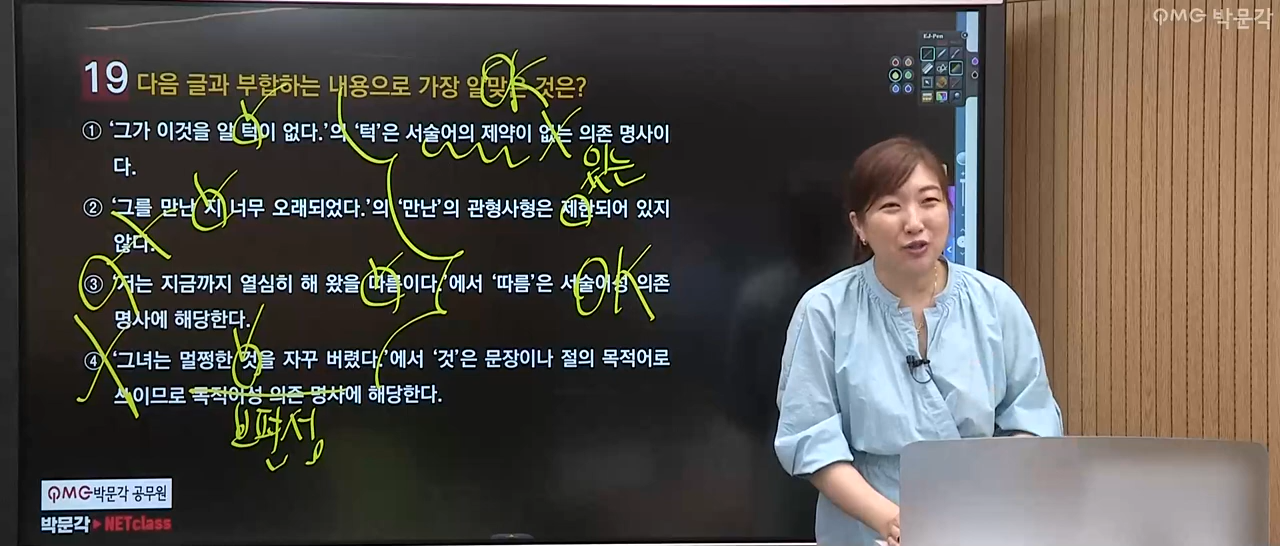 PMG 박문각
EJ-Pen
19 다음 글과 부합하는 내용으로 가장 알맞은 것은?
OK
① '그가 이것을 알 턱이 없다.'의 '턱'은 서술어의 제약이 없는 의존 명사이
다.
있는
② '그를 만난 지 너무 오래되었다.'의 '만난'의 관형사형은 제한되어 있지
않다.
③ '저는 지금까지 열심히 해 왔을 따름이다.'에서 '따름'은 서술어성 의존
명사에 해당한다.
OK
④ '그녀는 멀쩡한 것을 자꾸 버렸다.'에서 '것'은 문장이나 절의 목적어로
쓰이므로 목적어성 의존 명사에 해당한다.
보편성
PMG 박문각 공무원
박문각 NETclass